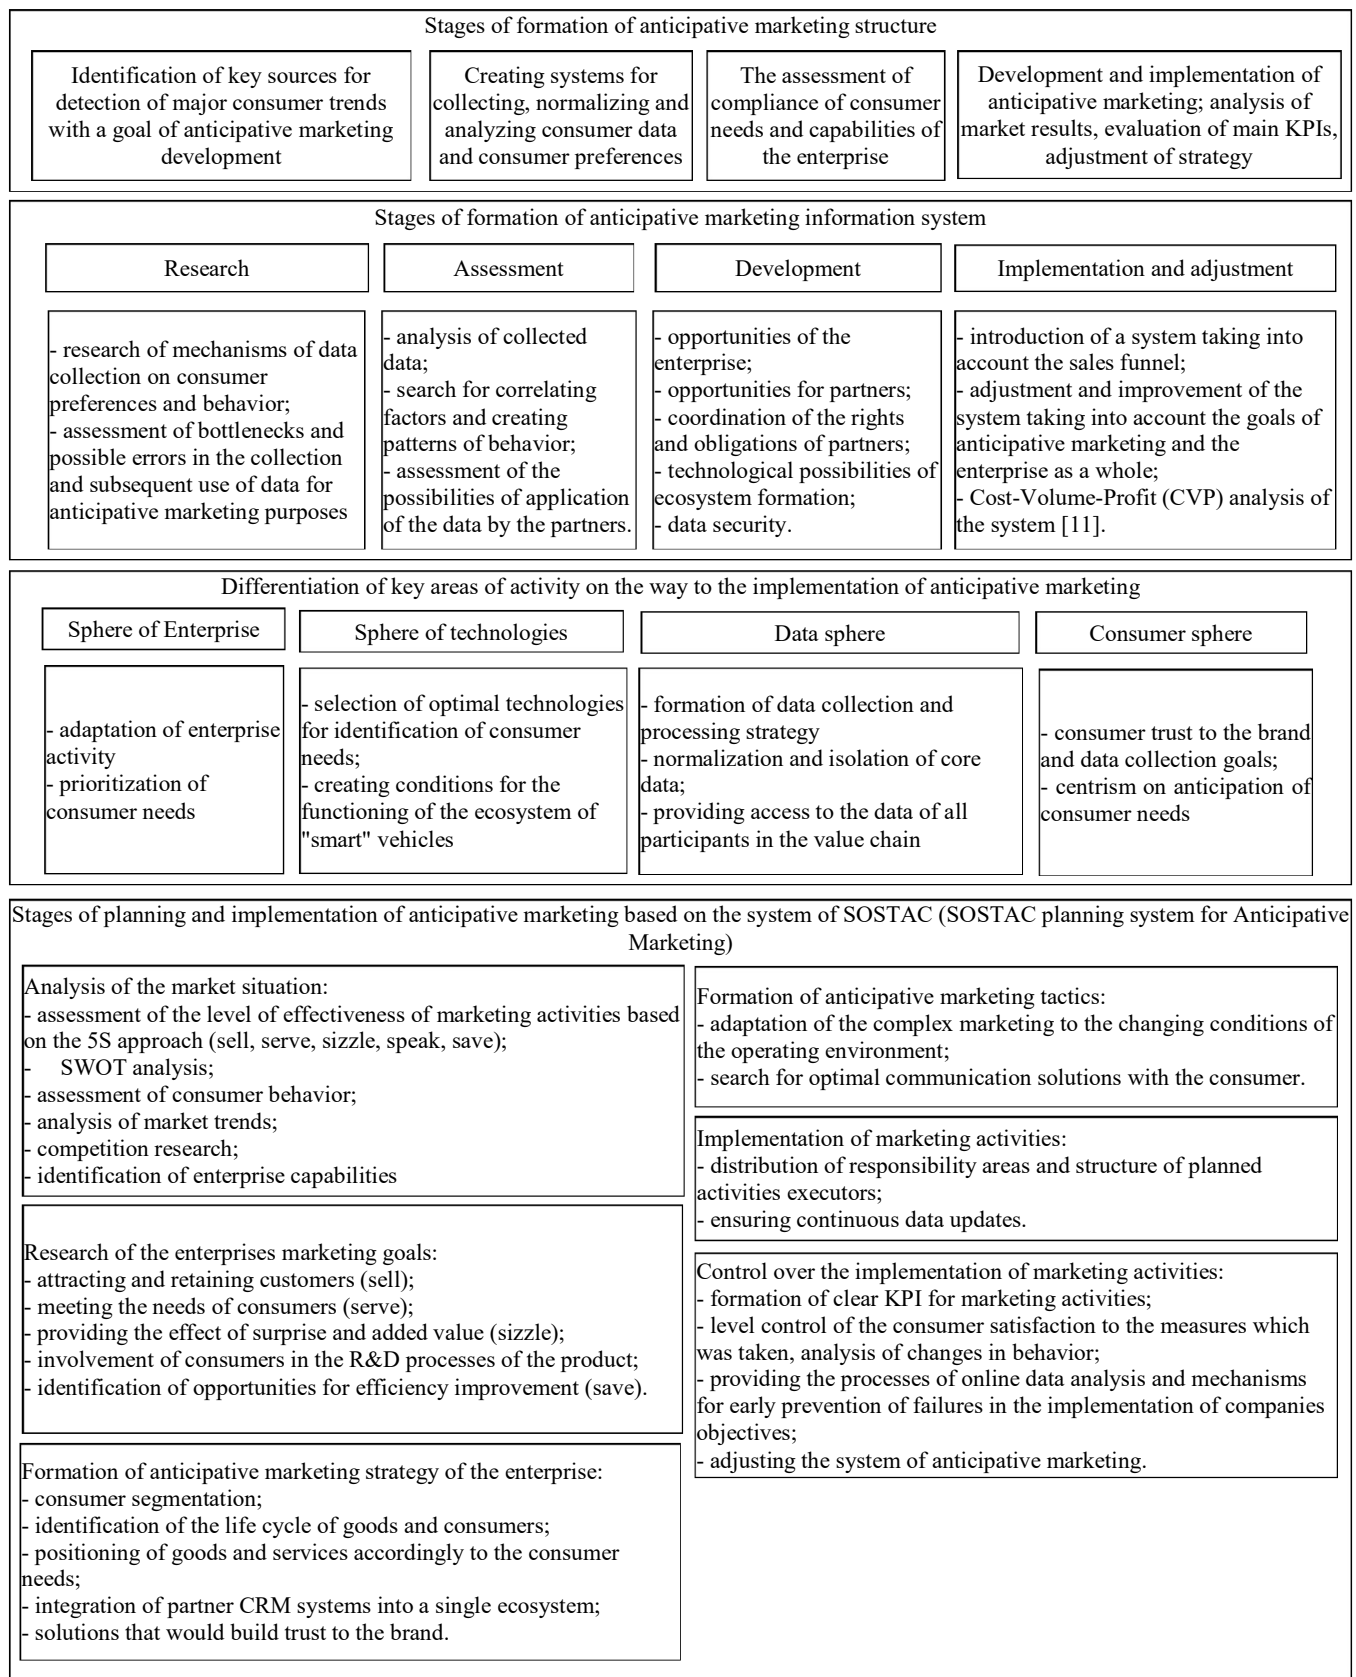 Stages of formation of anticipative marketing structure
Identification of key sources for
detection of major consumer trends
with a goal of anticipative marketing
development
Creating systems for
collecting, normalizing and
analyzing consumer data
and consumer preferences
The assessment of
compliance of consumer
needs and capabilities of
the enterprise
Development and implementation of
anticipative marketing; analysis of
market results, evaluation of main KPIs,
adjustment of strategy
Stages of formation of anticipative marketing information system
Research
Assessment
Development
Implementation and adjustment
- research of mechanisms of data
collection on consumer
preferences and behavior;
- assessment of bottlenecks and
possible errors in the collection
and subsequent use of data for
anticipative marketing purposes
- analysis of collected
data;
- search for correlating
factors and creating
patterns of behavior;
- assessment of the
possibilities of application
of the data by the partners.
- opportunities of the
enterprise;
- opportunities for partners;
- coordination of the rights
and obligations of partners;
- technological possibilities of
ecosystem formation;
- data security.
- introduction of a system taking into
account the sales funnel;
- adjustment and improvement of the
system taking into account the goals of
anticipative marketing and the
enterprise as a whole;
- Cost-Volume-Profit (CVP) analysis of
the system [11].
Differentiation of key areas of activity on the way to the implementation of anticipative marketing
Sphere of Enterprise
Sphere of technologies
Data sphere
Consumer sphere
- adaptation of enterprise
activity
- prioritization of
consumer needs
- selection of optimal technologies
for identification of consumer
needs;
- creating conditions for the
functioning of the ecosystem of
"smart" vehicles
- formation of data collection and
processing strategy
- normalization and isolation of core
data;
- providing access to the data of all
participants in the value chain
- consumer trust to the brand
and data collection goals;
- centrism on anticipation of
consumer needs
Stages of planning and implementation of anticipative marketing based on the system of SOSTAC (SOSTAC planning system for Anticipative
Marketing)
Analysis of the market situation:
- assessment of the level of effectiveness of marketing activities based
on the 5S approach (sell, serve, sizzle, speak, save);
- SWOT analysis;
- assessment of consumer behavior;
- analysis of market trends;
- competition research;
- identification of enterprise capabilities
Research of the enterprises marketing goals:
- attracting and retaining customers (sell);
- meeting the needs of consumers (serve);
- providing the effect of surprise and added value (sizzle);
- involvement of consumers in the R&D processes of the product;
- identification of opportunities for efficiency improvement (save).
Formation of anticipative marketing strategy of the enterprise:
- consumer segmentation;
- identification of the life cycle of goods and consumers;
- positioning of goods and services accordingly to the consumer
needs;
- integration of partner CRM systems into a single ecosystem;
- solutions that would build trust to the brand.
Formation of anticipative marketing tactics:
- adaptation of the complex marketing to the changing conditions of
the operating environment;
- search for optimal communication solutions with the consumer.
Implementation of marketing activities:
- distribution of responsibility areas and structure of planned
activities executors;
- ensuring continuous data updates.
Control over the implementation of marketing activities:
- formation of clear KPI for marketing activities;
- level control of the consumer satisfaction to the measures which
was taken, analysis of changes in behavior;
- providing the processes of online data analysis and mechanisms
for early prevention of failures in the implementation of companies
objectives;
- adjusting the system of anticipative marketing.